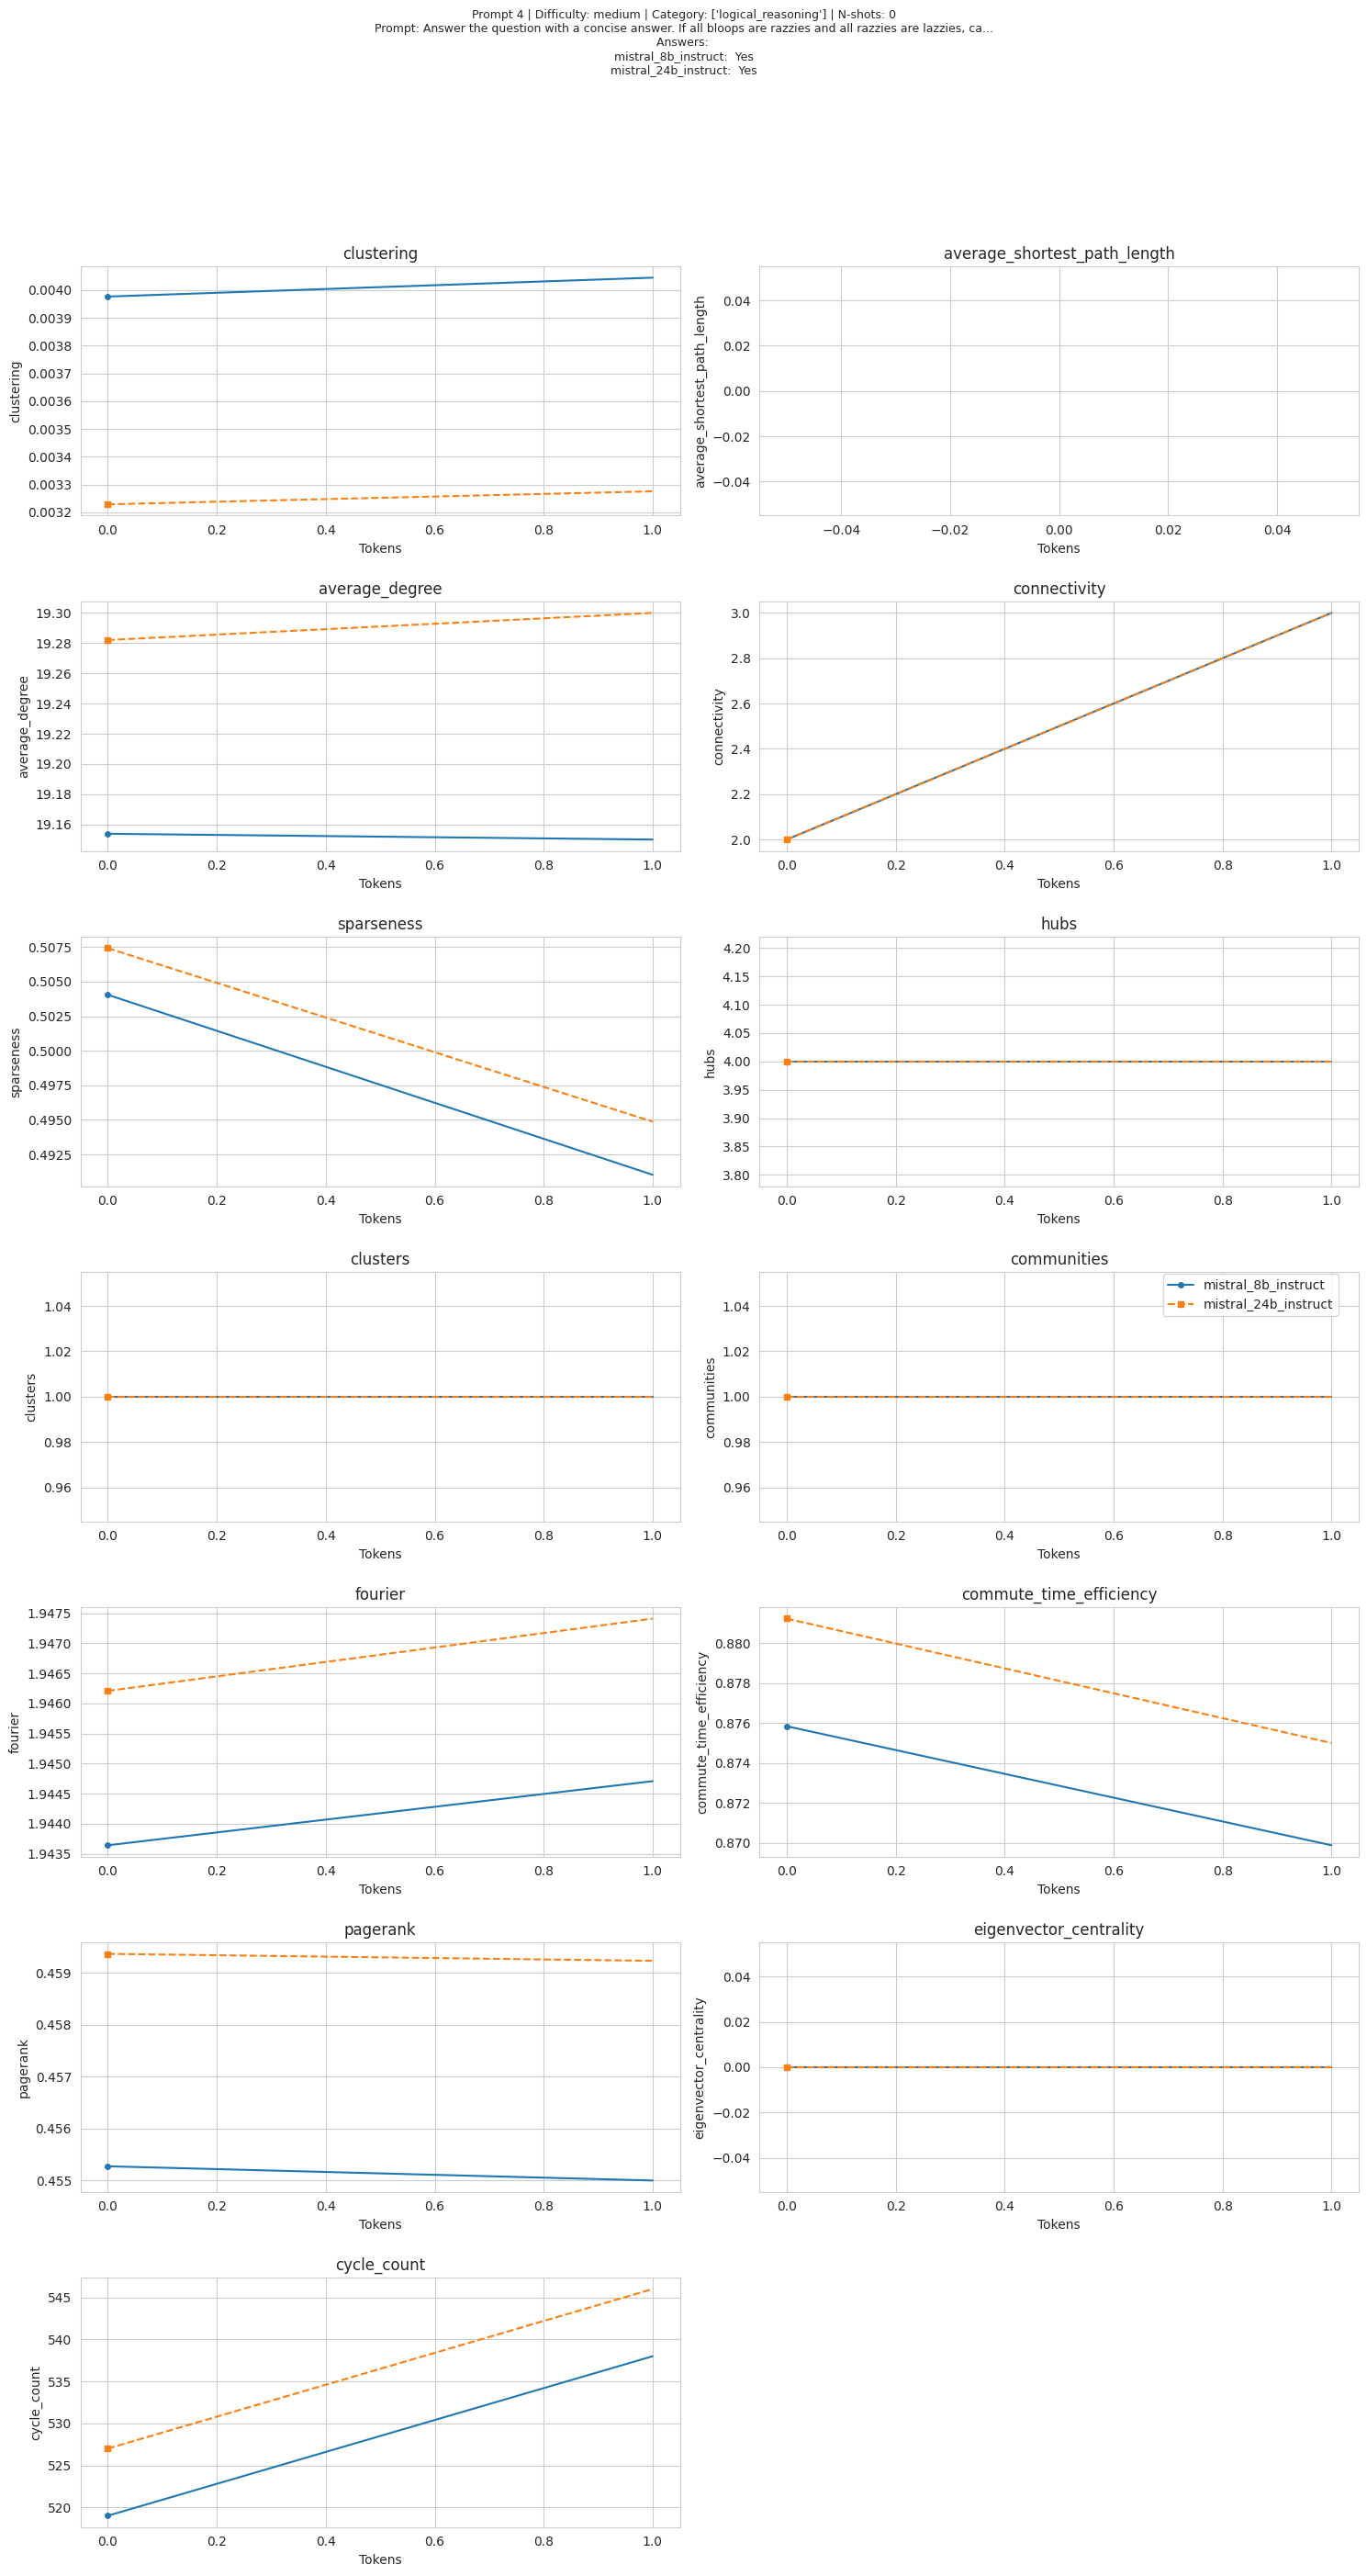 Prompt 4 | Difficulty: medium | Category: ['logical_reasoning'] | N-shots: 0
Prompt: Answer the question with a concise answer. If all bloops are razzies and all razzies are lazzies, ca...
Answers:
mistral_8b_instruct:  Yes
mistral_24b_instruct:  Yes
clustering
clustering
0.0040
0.0039
0.0038
0.0037
0.0036
0.0035
0.0034
0.0033
0.0032
0.0 0.2 0.4 0.6 0.8 1.0
Tokens
average_shortest_path_length
average_shortest_path_length
0.04
0.02
0.00
−0.02
−0.04
−0.04 −0.02 0.00 0.02 0.04
Tokens
average_degree
average_degree
19.30
19.28
19.26
19.24
19.22
19.20
19.18
19.16
0.0 0.2 0.4 0.6 0.8 1.0
Tokens
connectivity
connectivity
3.0
2.8
2.6
2.4
2.2
2.0
0.0 0.2 0.4 0.6 0.8 1.0
Tokens
sparseness
sparseness
0.5075
0.5050
0.5025
0.5000
0.4975
0.4950
0.4925
0.0 0.2 0.4 0.6 0.8 1.0
Tokens
hubs
hubs
4.20
4.15
4.10
4.05
4.00
3.95
3.90
3.85
3.80
0.0 0.2 0.4 0.6 0.8 1.0
Tokens
clusters
clusters
1.04
1.02
1.00
0.98
0.96
0.0 0.2 0.4 0.6 0.8 1.0
Tokens
communities
communities
1.04
1.02
1.00
0.98
0.96
0.0 0.2 0.4 0.6 0.8 1.0
Tokens
mistral_8b_instruct
mistral_24b_instruct
fourier
fourier
1.9475
1.9470
1.9465
1.9460
1.9455
1.9450
1.9445
1.9440
1.9435
0.0 0.2 0.4 0.6 0.8 1.0
Tokens
commute_time_efficiency
commute_time_efficiency
0.880
0.878
0.876
0.874
0.872
0.870
0.0 0.2 0.4 0.6 0.8 1.0
Tokens
pagerank
pagerank
0.459
0.458
0.457
0.456
0.455
0.0 0.2 0.4 0.6 0.8 1.0
Tokens
eigenvector_centrality
eigenvector_centrality
0.04
0.02
0.00
−0.02
−0.04
0.0 0.2 0.4 0.6 0.8 1.0
Tokens
cycle_count
cycle_count
545
540
535
530
525
520
0.0 0.2 0.4 0.6 0.8 1.0
Tokens